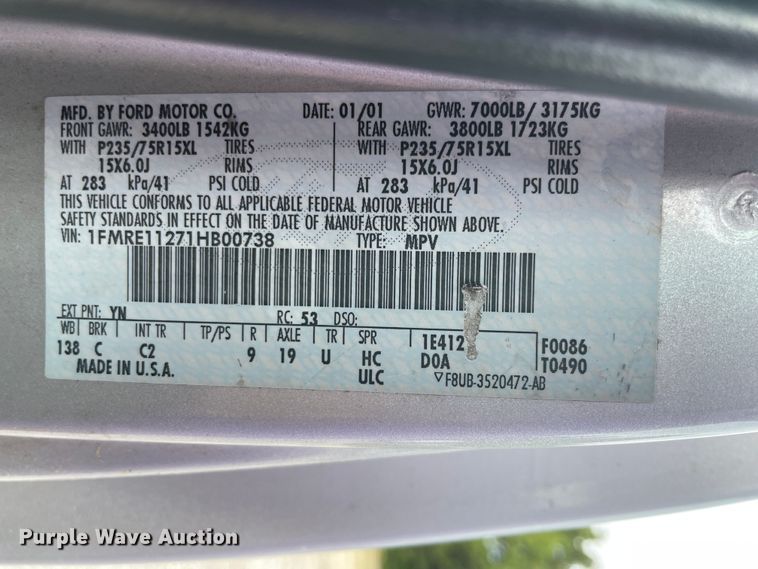 MFD. BY FORD MOTOR CO. DATE: 01/01 GVWR: 7000LB/ 3175KG
FRONT GAWR: 3400LB 1542KG REAR GAWR: 3800LB 1723KG
WITH P235/75R15XL TIRES WITH P235/75R15XL TIRES
15X6.0J RIMS 15X6.0J RIMS
AT 283 kPa/41 PSI COLD AT 283 kPa/41 PSI COLD
THIS VEHICLE CONFORMS TO ALL APPLICABLE FEDERAL MOTOR VEHICLE
SAFETY STANDARDS IN EFFECT ON THE DATE OF MANUFACTURE SHOWN ABOVE.
VIN: 1FMRE11271HB00738 TYPE: MPV
EXT PNT: YN RC: 53 DSO:
WB BRK INT TR TP/PS R AXLE TR SPR 1E412 F0086
138 C C2 9 19 U HC D0A T0490
MADE IN U.S.A. ULC ▽F8UB-3520472-AB
Purple Wave Auction